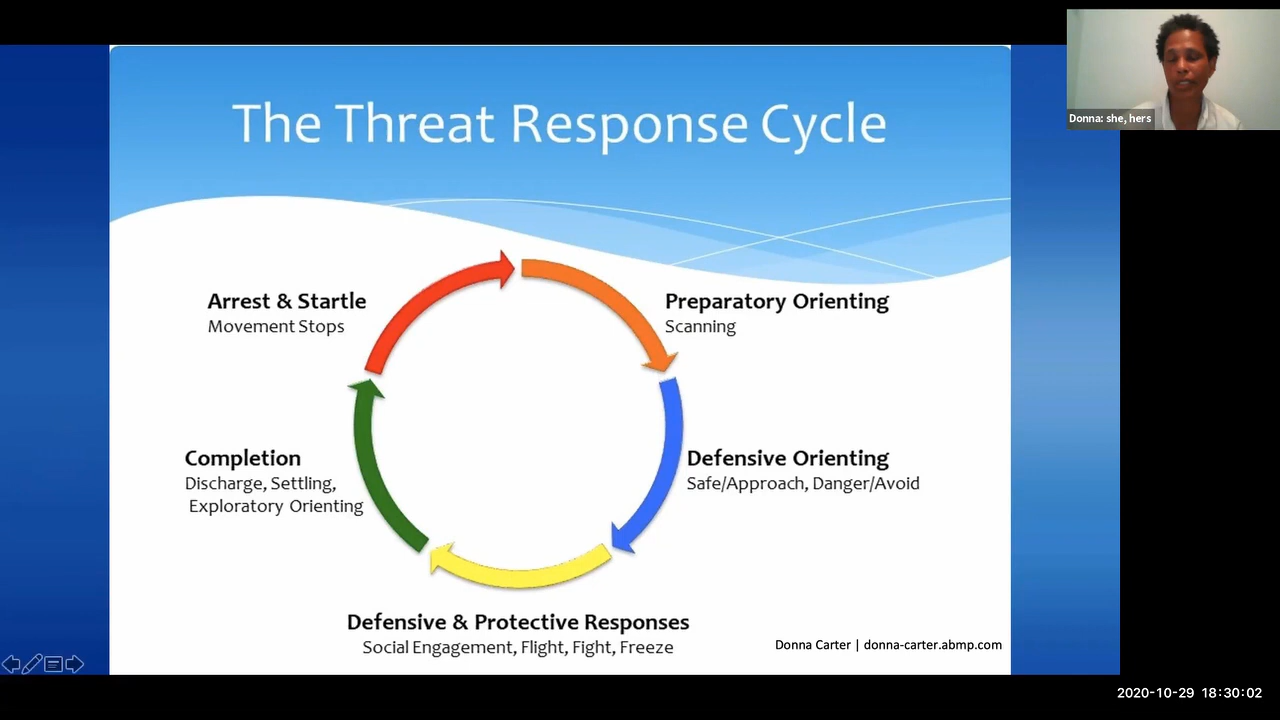 The Threat Response Cycle
Donna: she, hers
Arrest & Startle
Movement Stops
Preparatory Orienting
Scanning
Completion
Discharge, Settling,
Exploratory Orienting
Defensive Orienting
Safe/Approach, Danger/Avoid
Defensive & Protective Responses
Social Engagement, Flight, Fight, Freeze
Donna Carter | donna-carter.abmp.com
2020-10-29 18:30:02